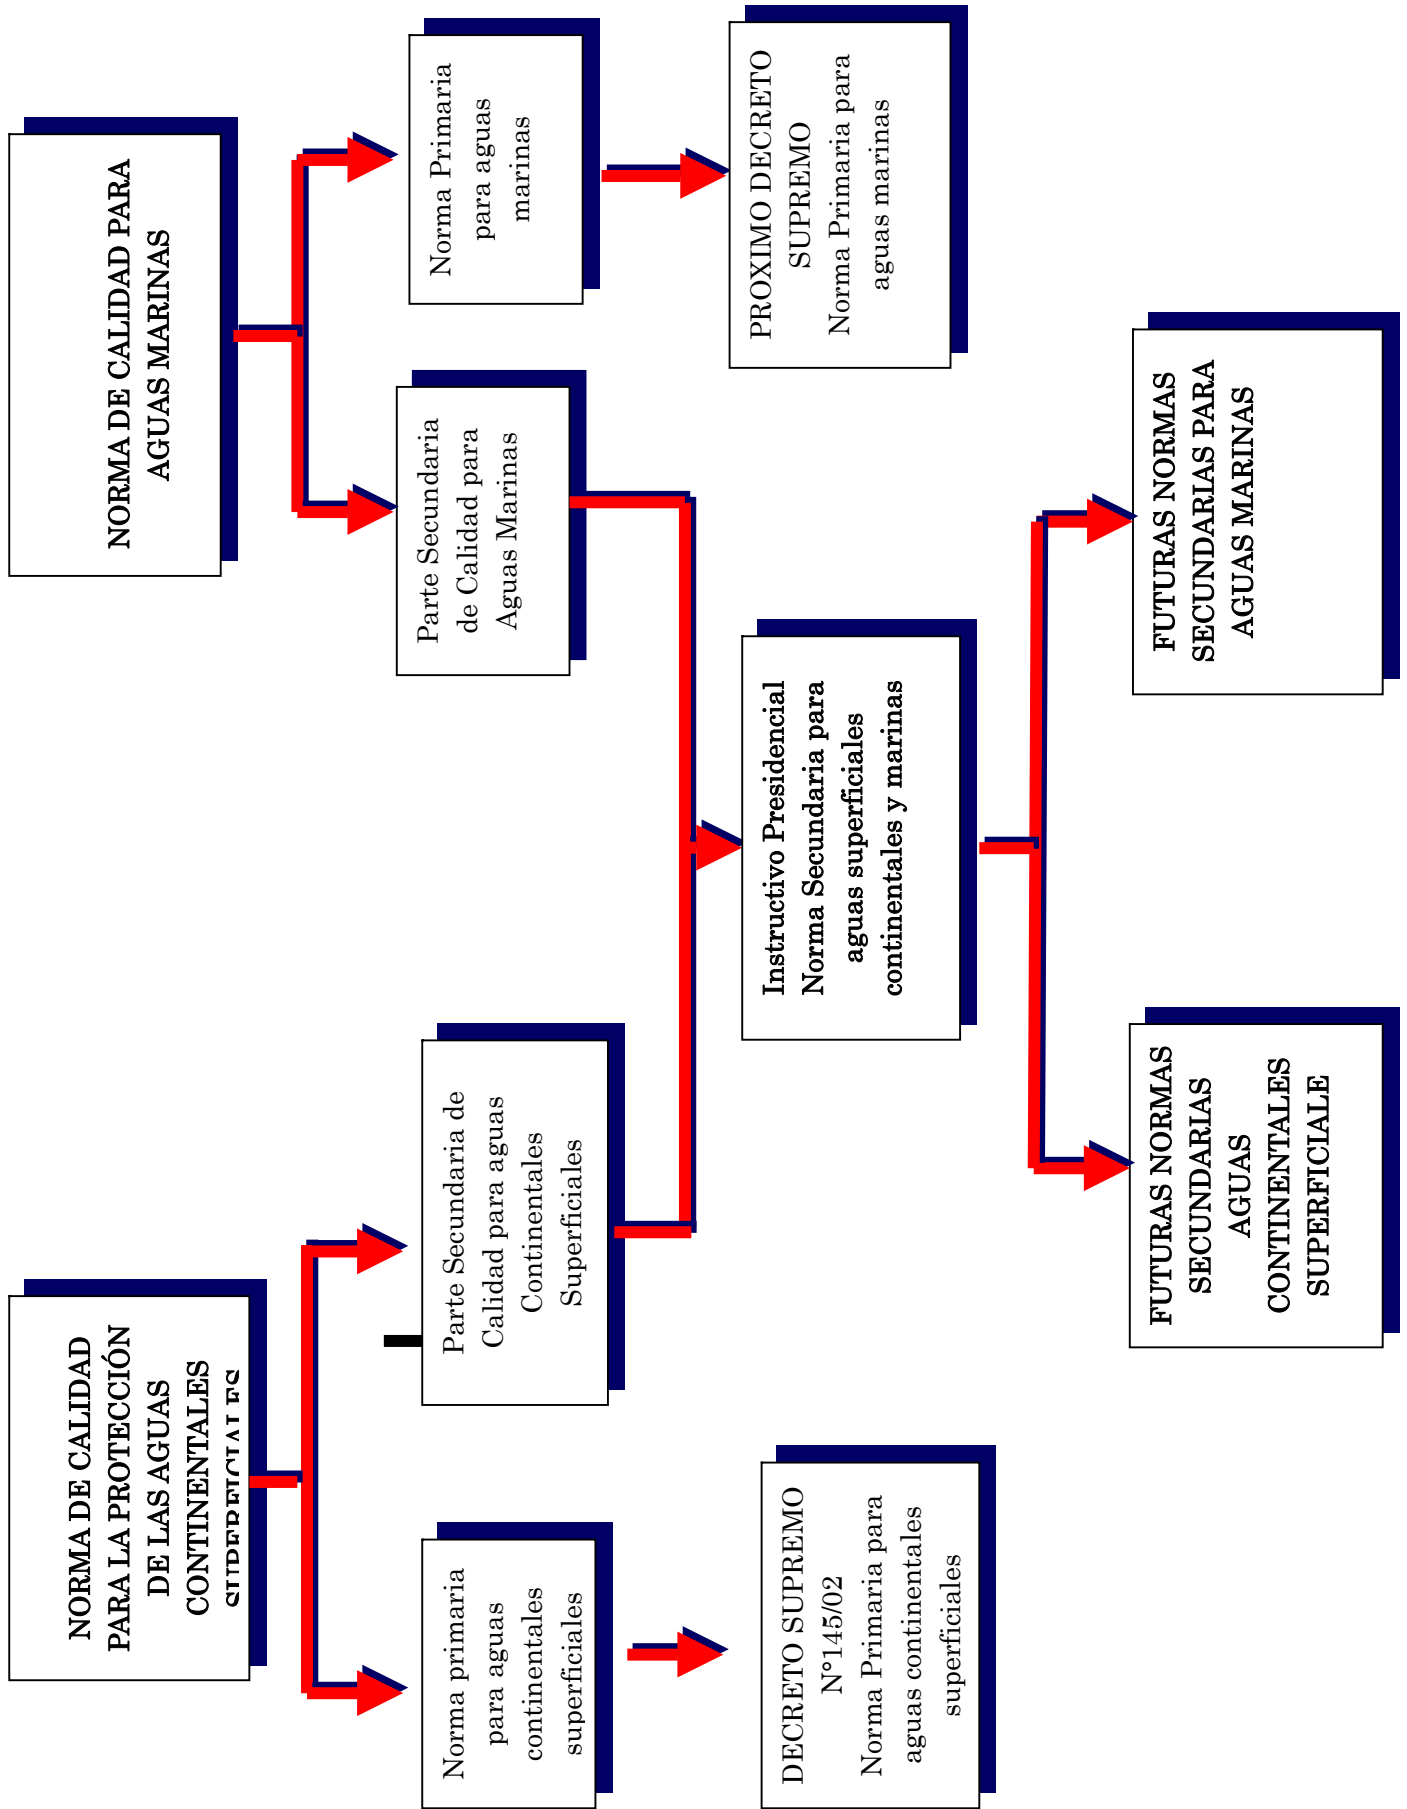 NORMA DE CALIDAD
PARA LA PROTECCIÓN
DE LAS AGUAS
CONTINENTALES
SUPERFICIALES
NORMA DE CALIDAD PARA
AGUAS MARINAS
Norma primaria
para aguas
continentales
superficiales
Parte Secundaria de
Calidad para aguas
Continentales
Superficiales
Parte Secundaria
de Calidad para
Aguas Marinas
Norma Primaria
para aguas
marinas
DECRETO SUPREMO
N°145/02
Norma Primaria para
aguas continentales
superficiales
Instructivo Presidencial
Norma Secundaria para
aguas superficiales
continentales y marinas
PROXIMO DECRETO
SUPREMO
Norma Primaria para
aguas marinas
FUTURAS NORMAS
SECUNDARIAS
AGUAS
CONTINENTALES
SUPERFICIALE
FUTURAS NORMAS
SECUNDARIAS PARA
AGUAS MARINAS